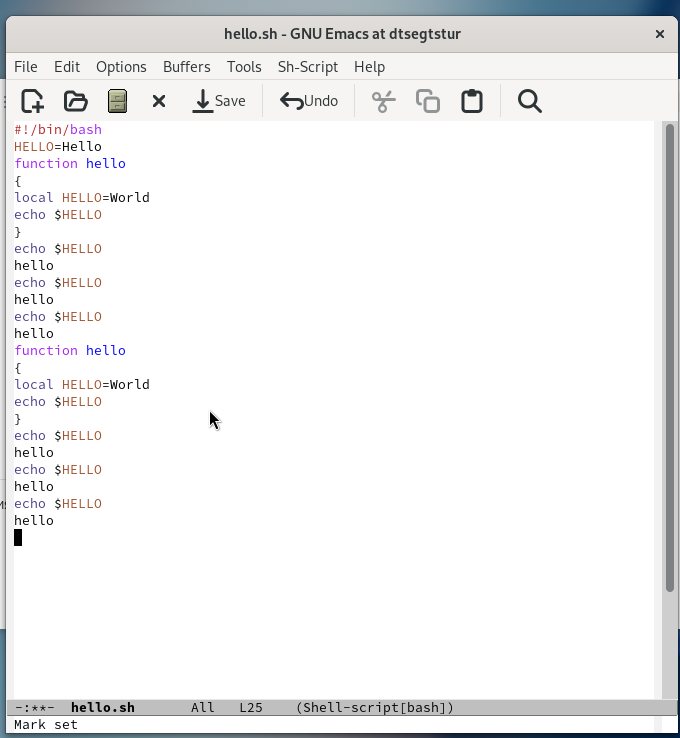 hello.sh - GNU Emacs at dtsegtstur ×
File Edit Options Buffers Tools Sh-Script Help
Save Undo
#!/bin/bash
HELLO=Hello
function hello
{
local HELLO=World
echo $HELLO
}
echo $HELLO
hello
echo $HELLO
hello
echo $HELLO
hello
function hello
{
local HELLO=World
echo $HELLO
}
echo $HELLO
hello
echo $HELLO
hello
echo $HELLO
hello
-:**- hello.sh All L25 (Shell-script[bash])
Mark set